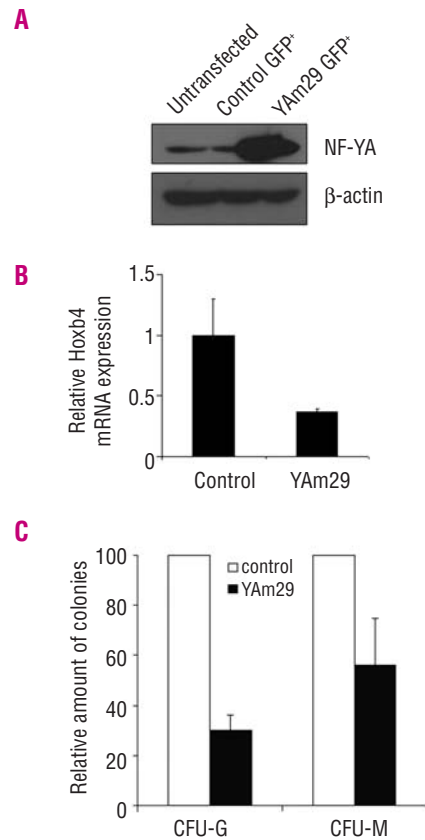 A
Untransfected
Control GFP⁺
YAm29 GFP⁺
NF-YA
β-actin
B
Relative Hoxb4
mRNA expression
1.5
1
0.5
0
Control
YAm29
C
Relative amount of colonies
100
80
60
40
20
0
control
YAm29
CFU-G
CFU-M